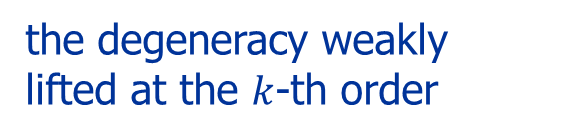 the degeneracy weakly
lifted at the k-th order